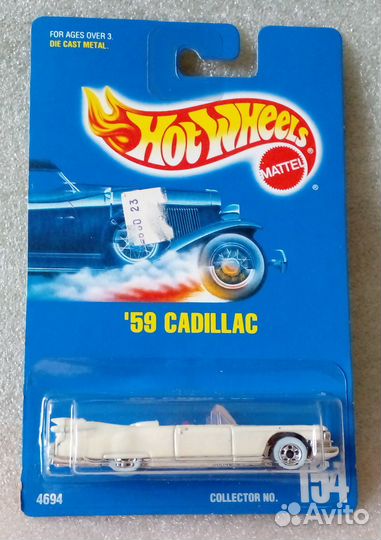 FOR AGES OVER 3.
DIE CAST METAL.
HOT WHEELS
®
MATTEL
®
'59 CADILLAC
4694
COLLECTOR NO.
154
Avito